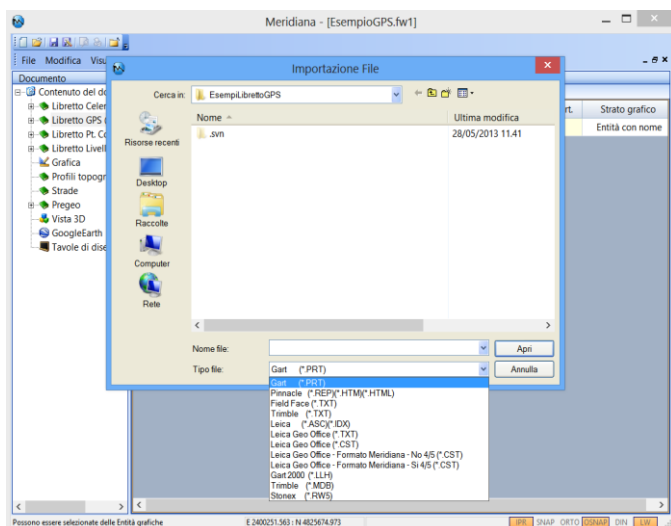 Meridiana - [EsempioGPS.fw1]
File Modifica Visu
Importazione File
Documento
Contenuto del do
Libretto Celer
Libretto GPS (
Libretto Pt. Co
Libretto Livell
Grafica
Profili topogr
Strade
Pregeo
Vista 3D
GoogleEarth
Tavole di dise
Cerca in:
EsempiLibrettoGPS
Risorse recenti
Desktop
Raccolte
Computer
Rete
Nome
Ultima modifica
.svn
28/05/2013 11.41
rt.
Strato grafico
Entità con nome
Nome file:
Apri
Tipo file:
Gart (*.PRT)
Annulla
Gart (*.PRT)
Pinnacle (*.REP)(*.HTM)(*.HTML)
Field Face (*.TXT)
Trimble (*.TXT)
Leica (*.ASC)(*.IDX)
Leica Geo Office (*.TXT)
Leica Geo Office (*.CST)
Leica Geo Office - Formato Meridiana - No 4/5 (*.CST)
Leica Geo Office - Formato Meridiana - Si 4/5 (*.CST)
Gart 2000 (*.LLH)
Trimble (*.MDB)
Stonex (*.RW5)
Possono essere selezionate delle Entità grafiche
E 2400251.563 : N 4825674.973
IPR SNAP ORTO OSNAP DIN LW